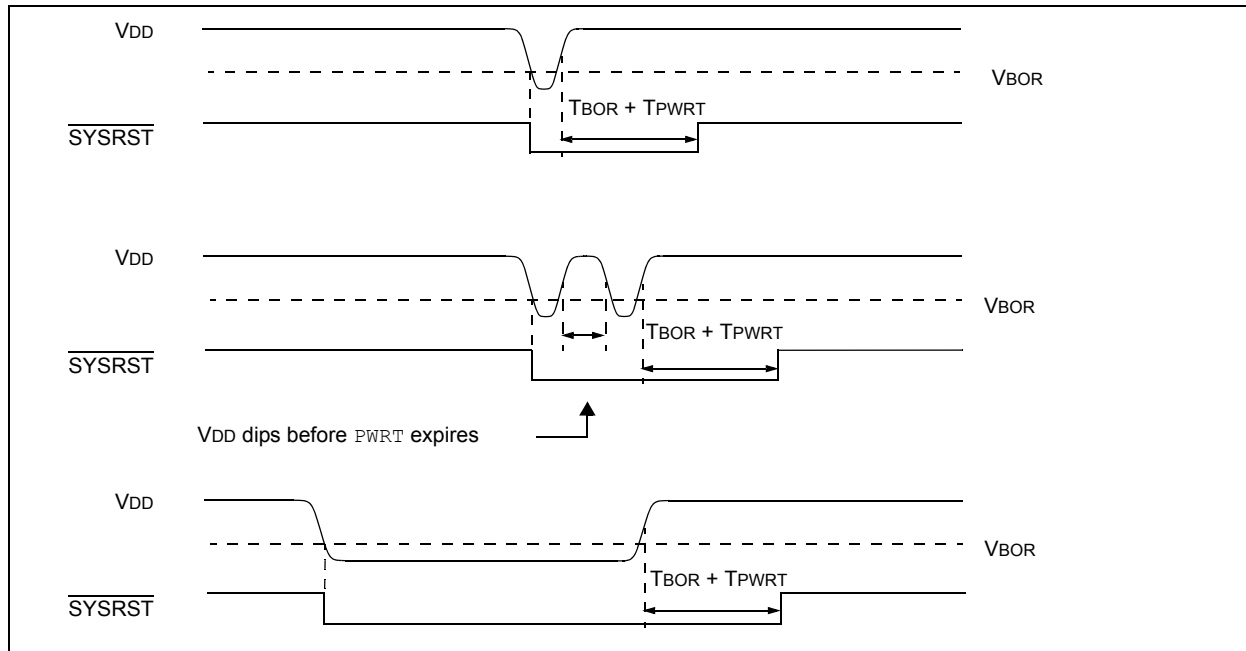 VDD
VBOR
TBOR + TPWRT
SYSRST
VDD
VBOR
TBOR + TPWRT
SYSRST
VDD dips before PWRT expires
VDD
VBOR
TBOR + TPWRT
SYSRST